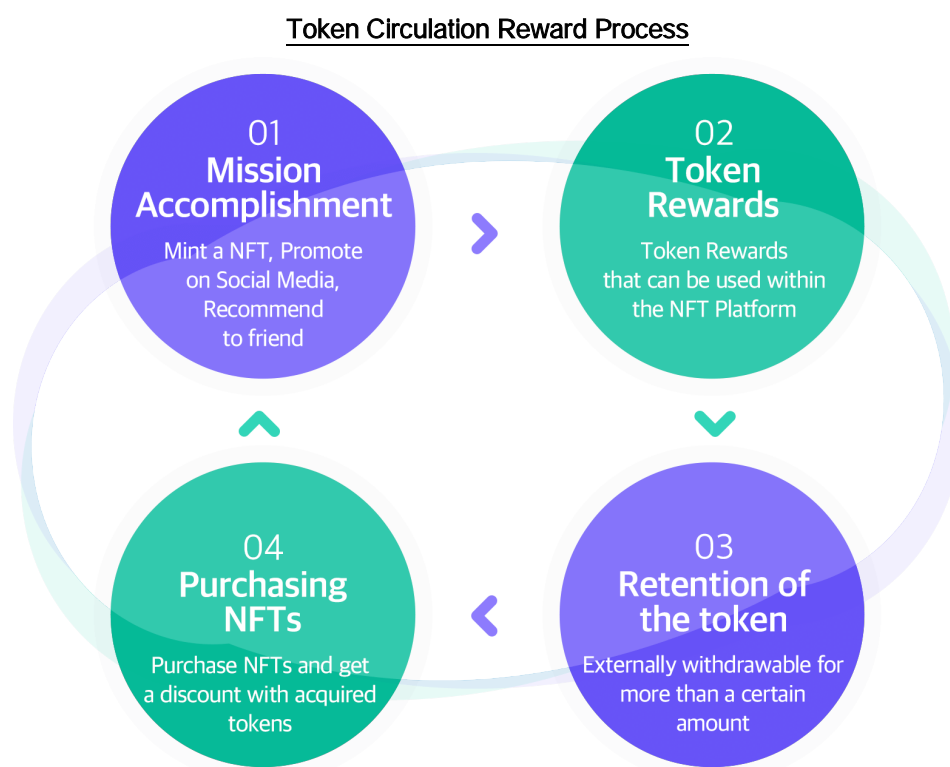 Token Circulation Reward Process
01
Mission
Accomplishment
Mint a NFT, Promote
on Social Media,
Recommend
to friend
02
Token
Rewards
Token Rewards
that can be used within
the NFT Platform
03
Retention of
the token
Externally withdrawable for
more than a certain
amount
04
Purchasing
NFTs
Purchase NFTs and get
a discount with acquired
tokens